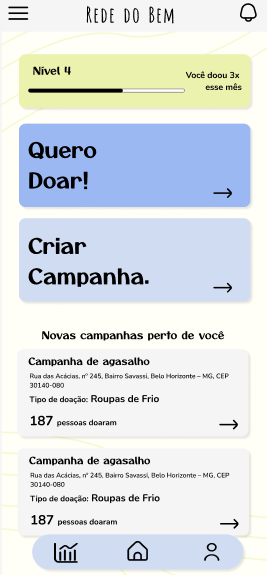 Rede do Bem
Nível 4
Você doou 3x
esse mês
Quero
Doar!
Criar
Campanha.
Novas campanhas perto de você
Campanha de agasalho
Rua das Acácias, nº 245, Bairro Savassi, Belo Horizonte – MG, CEP
30140-080
Tipo de doação: Roupas de Frio
187 pessoas doaram
Campanha de agasalho
Rua das Acácias, nº 245, Bairro Savassi, Belo Horizonte – MG, CEP
30140-080
Tipo de doação: Roupas de Frio
187 pessoas doaram